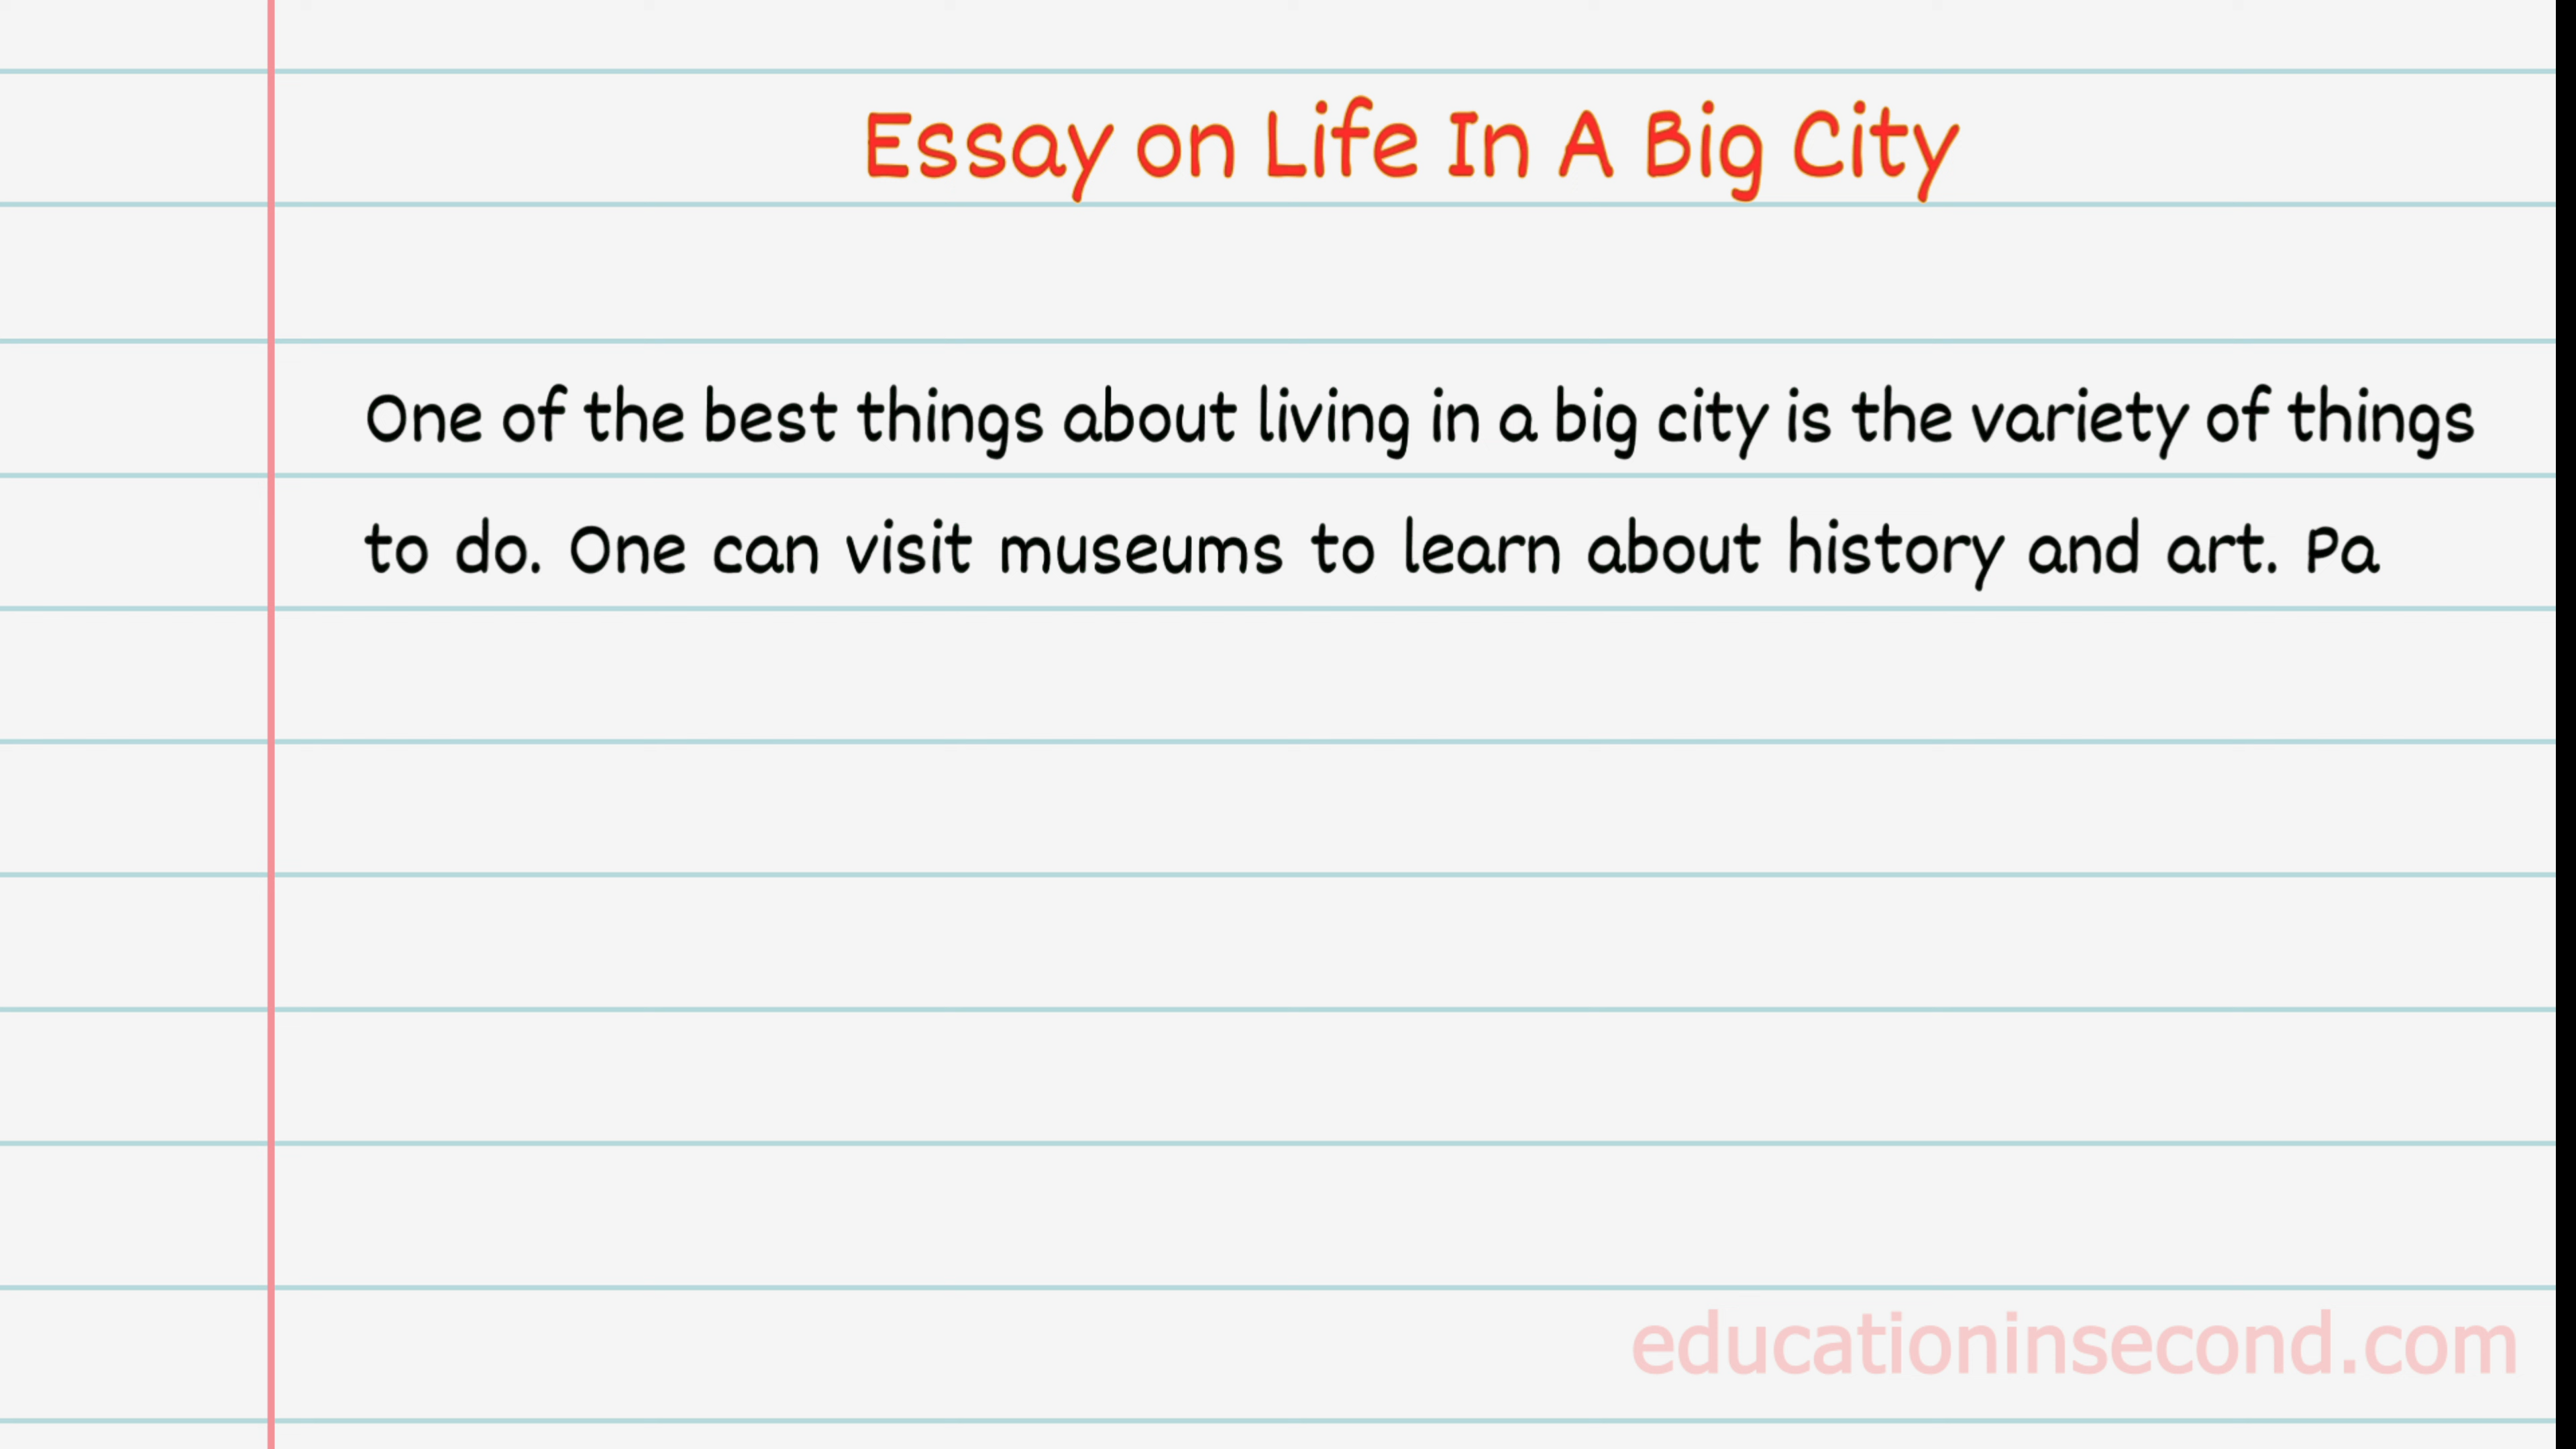 Essay on Life In A Big City
One of the best things about living in a big city is the variety of things
to do. One can visit museums to learn about history and art. Pa
educationinsecond.com